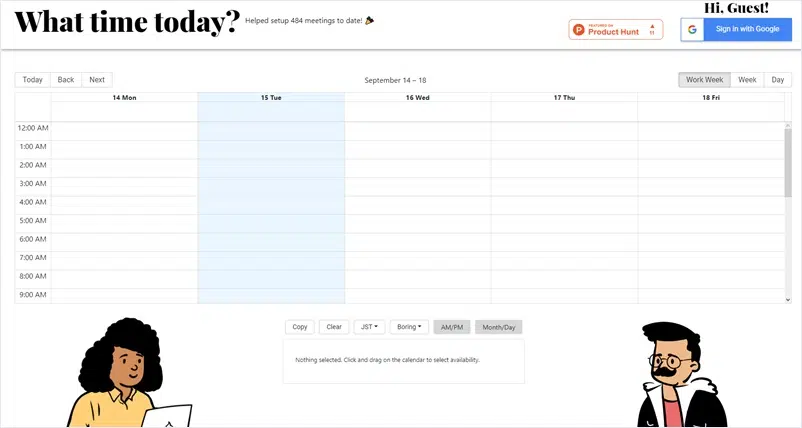 What time today?
Helped setup 484 meetings to date! 🎉
FEATURED ON
Product Hunt
▲
11
Hi, Guest!
G
Sign in with Google
Today
Back
Next
September 14 – 18
Work Week
Week
Day
14 Mon
15 Tue
16 Wed
17 Thu
18 Fri
12:00 AM
1:00 AM
2:00 AM
3:00 AM
4:00 AM
5:00 AM
6:00 AM
7:00 AM
8:00 AM
9:00 AM
Copy
Clear
JST
Boring
AM/PM
Month/Day
Nothing selected. Click and drag on the calendar to select availability.